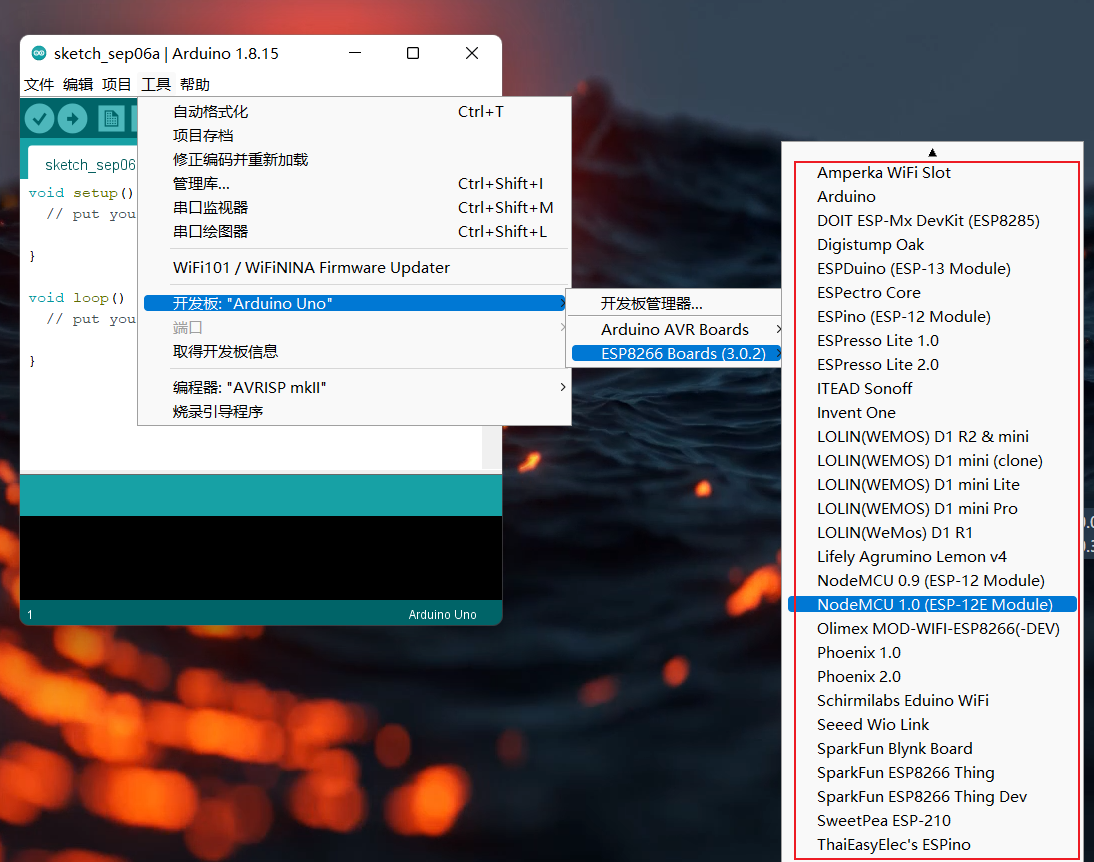 sketch_sep06a | Arduino 1.8.15
文件 编辑 项目 工具 帮助
sketch_sep06
void setup()
// put you
}
void loop()
// put you
}
自动格式化 Ctrl+T
项目存档
修正编码并重新加载
管理库... Ctrl+Shift+I
串口监视器 Ctrl+Shift+M
串口绘图器 Ctrl+Shift+L
WiFi101 / WiFiNINA Firmware Updater
开发板: "Arduino Uno"
端口
取得开发板信息
编程器: "AVRISP mkII"
烧录引导程序
开发板管理器...
Arduino AVR Boards
ESP8266 Boards (3.0.2)
Amperka WiFi Slot
Arduino
DOIT ESP-Mx DevKit (ESP8285)
Digistump Oak
ESPDuino (ESP-13 Module)
ESPectro Core
ESPino (ESP-12 Module)
ESPresso Lite 1.0
ESPresso Lite 2.0
ITEAD Sonoff
Invent One
LOLIN(WEMOS) D1 R2 & mini
LOLIN(WEMOS) D1 mini (clone)
LOLIN(WEMOS) D1 mini Lite
LOLIN(WEMOS) D1 mini Pro
LOLIN(WeMos) D1 R1
Lifely Agrumino Lemon v4
NodeMCU 0.9 (ESP-12 Module)
NodeMCU 1.0 (ESP-12E Module)
Olimex MOD-WIFI-ESP8266(-DEV)
Phoenix 1.0
Phoenix 2.0
Schirmilabs Eduino WiFi
Seeed Wio Link
SparkFun Blynk Board
SparkFun ESP8266 Thing
SparkFun ESP8266 Thing Dev
SweetPea ESP-210
ThaiEasyElec's ESPino
1 Arduino Uno